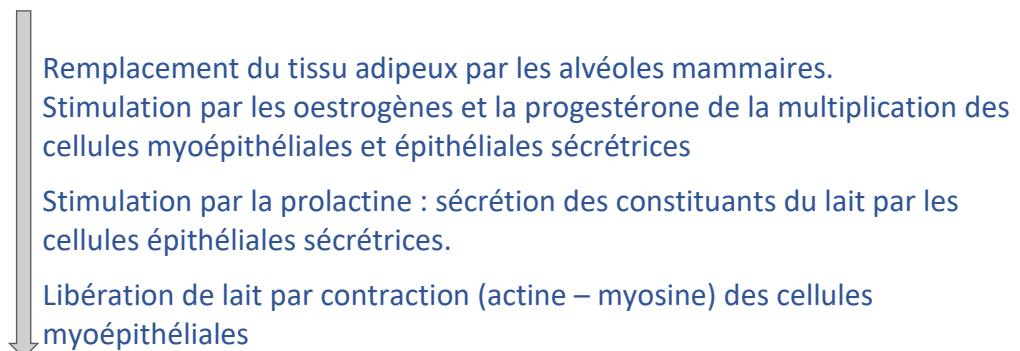 Remplacement du tissu adipeux par les alvéoles mammaires.
Stimulation par les oestrogènes et la progestérone de la multiplication des
cellules myoépithéliales et épithéliales sécrétrices
Stimulation par la prolactine : sécrétion des constituants du lait par les
cellules épithéliales sécrétrices.
Libération de lait par contraction (actine – myosine) des cellules
myoépithéliales